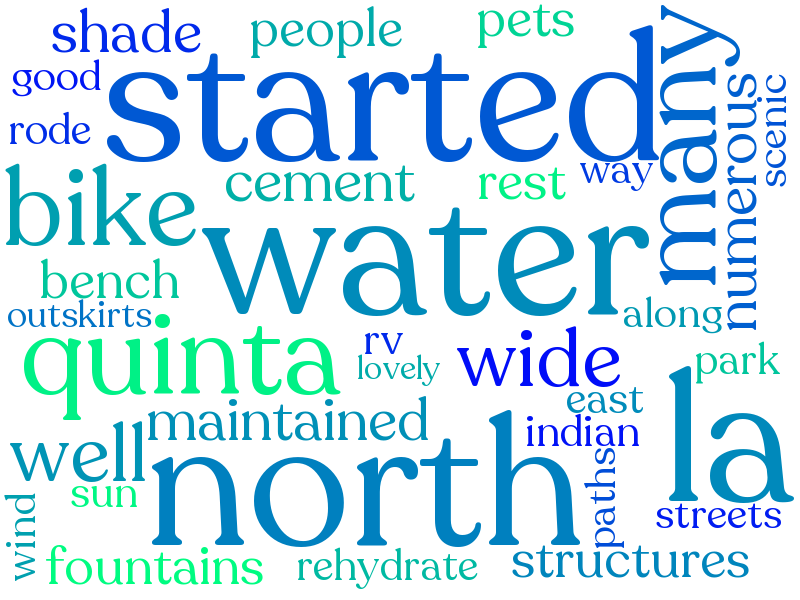 shade
people
pets
good
started
many
rode
numerous
scenic
bike
cement
rest
way
water
bench
outskirts
along
quinta
rv
lovely
wide
park
la
east
maintained
indian
well
north
paths
sun
streets
wind
fountains
rehydrate
structures